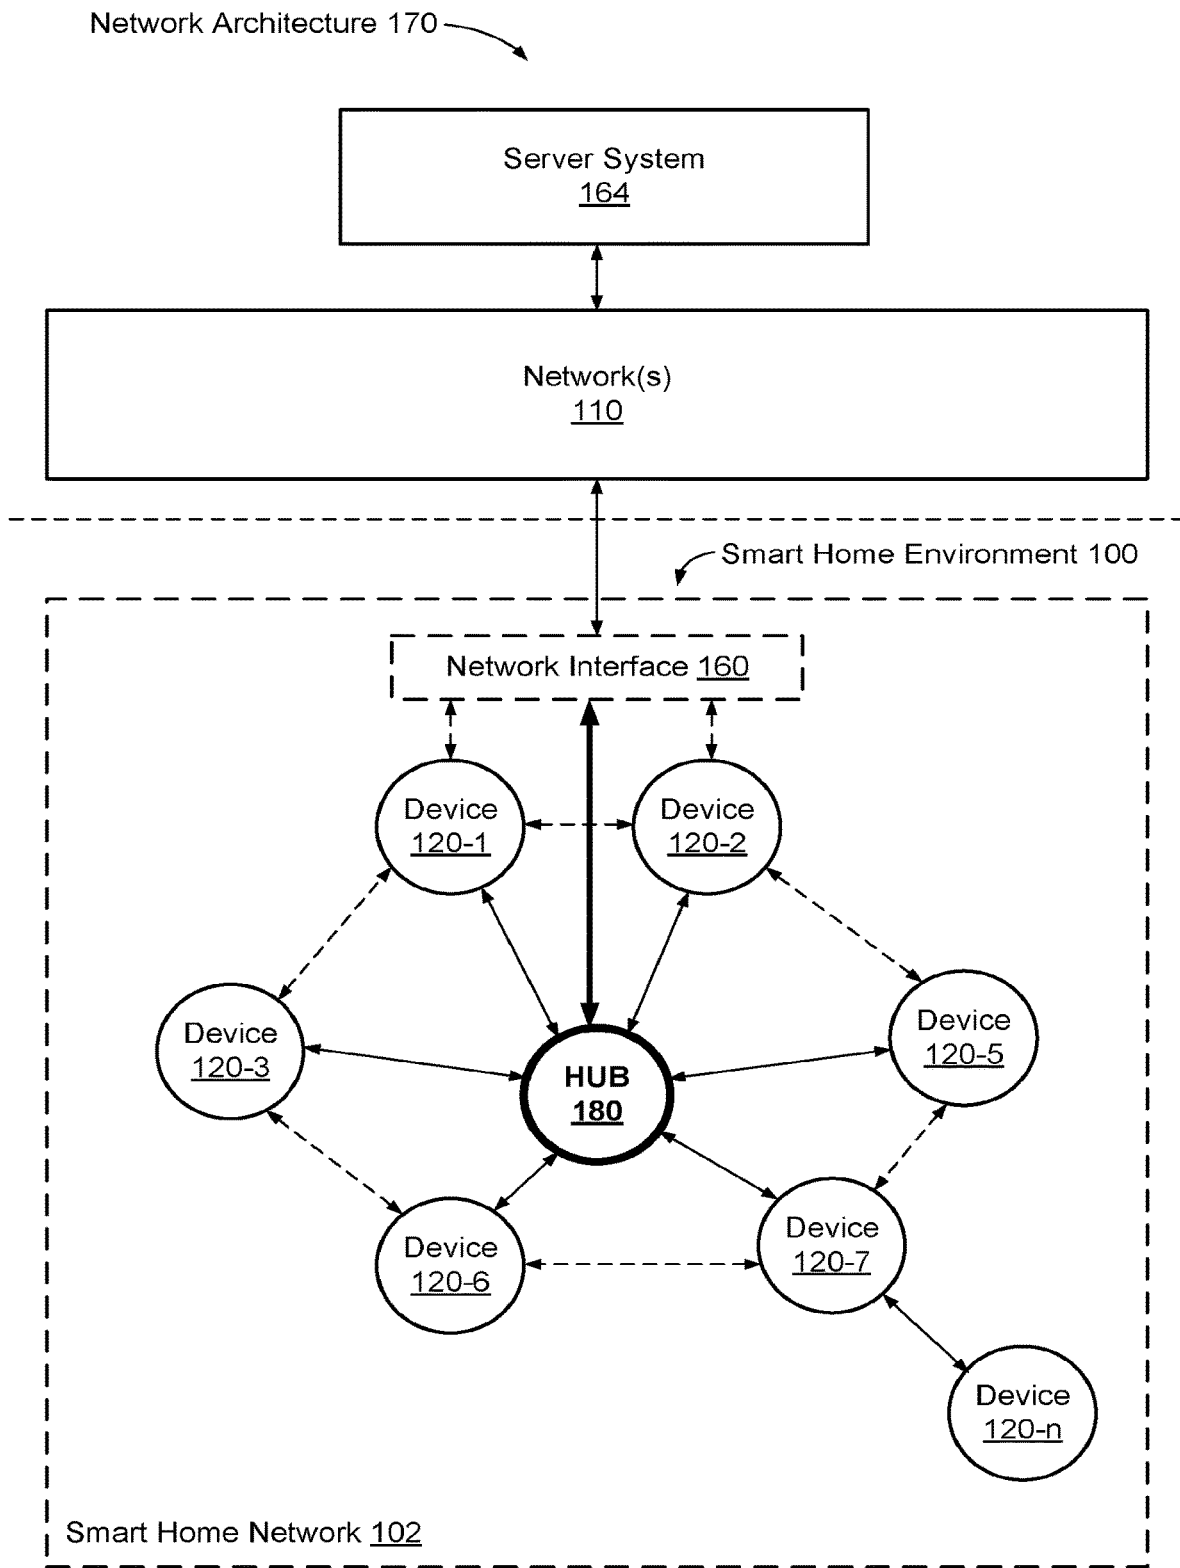 Network Architecture 170
Server System
164
Network(s)
110
Smart Home Environment 100
Network Interface 160
Device
120-1
Device
120-2
Device
120-3
Device
120-5
HUB
180
Device
120-6
Device
120-7
Device
120-n
Smart Home Network 102